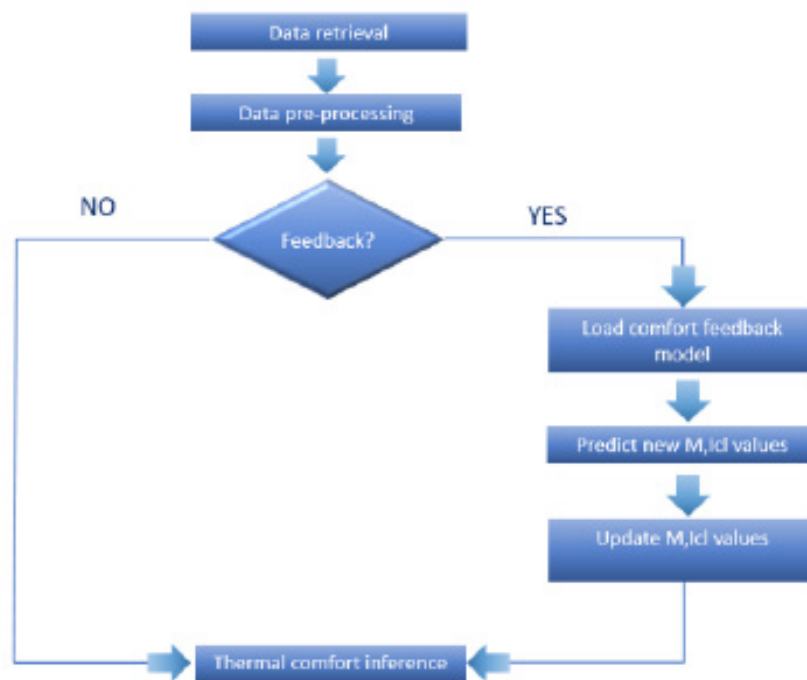 Data retrieval
Data pre-processing
NO
YES
Feedback?
Load comfort feedback
model
Predict new M,Icl values
Update M,Icl values
Thermal comfort inference